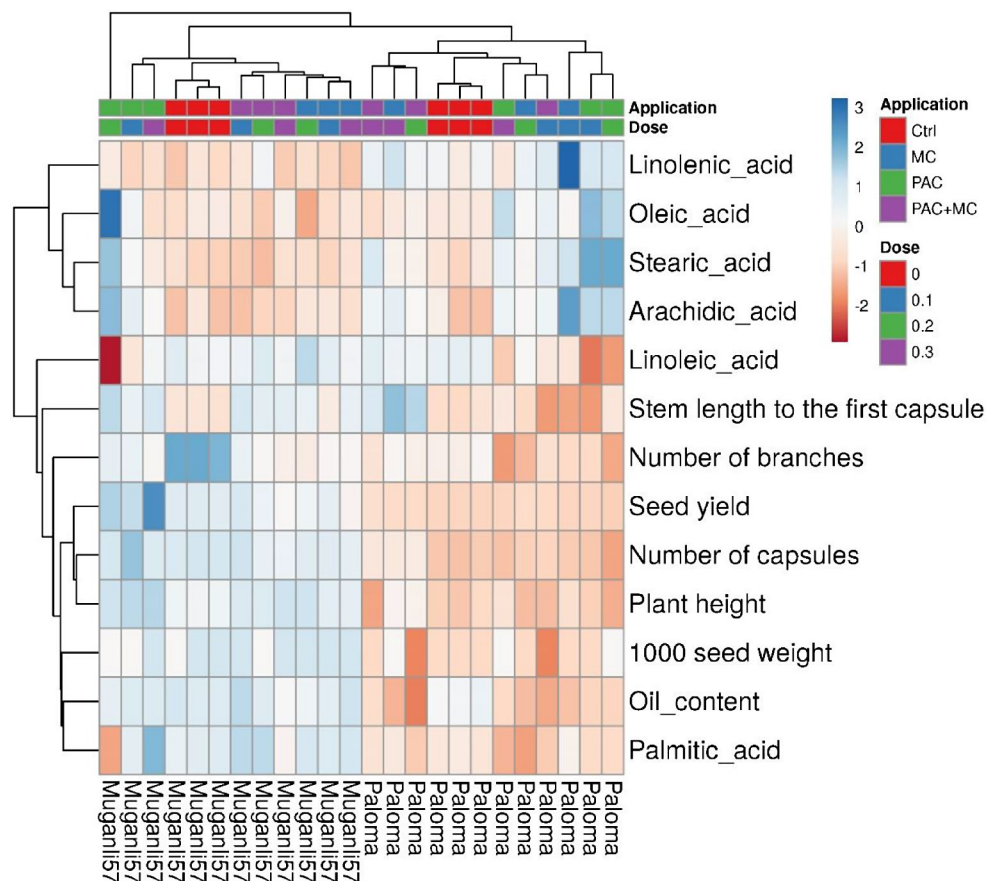 Application
Dose
Linolenic_acid
Oleic_acid
Stearic_acid
Arachidic_acid
Linoleic_acid
Stem length to the first capsule
Number of branches
Seed yield
Number of capsules
Plant height
1000 seed weight
Oil_content
Palmitic_acid
3
2
1
0
-1
-2
Application
Ctrl
MC
PAC
PAC+MC
Dose
0
0.1
0.2
0.3
Muganli57
Muganli57
Muganli57
Muganli57
Muganli57
Muganli57
Muganli57
Muganli57
Muganli57
Muganli57
Muganli57
Muganli57
Paloma
Paloma
Paloma
Paloma
Paloma
Paloma
Paloma
Paloma
Paloma
Paloma
Paloma
Paloma